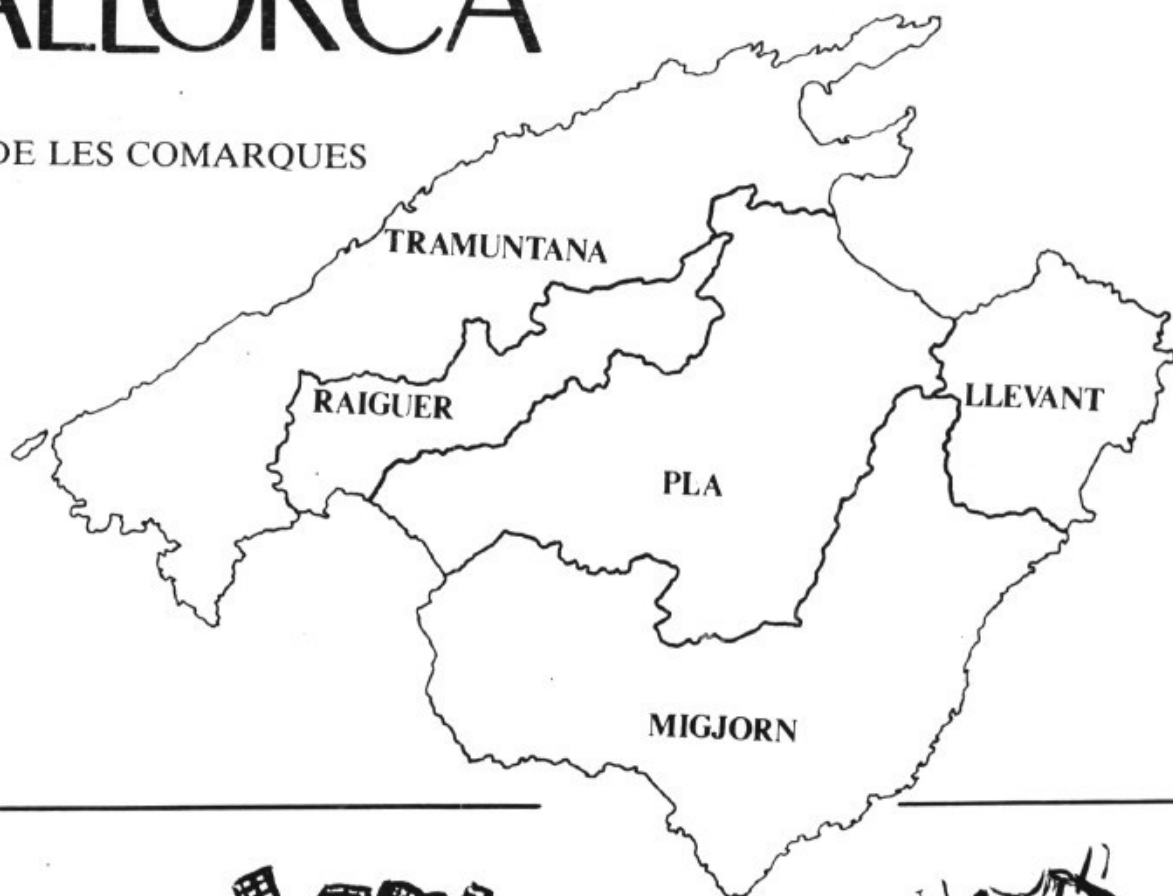 ALLORCA
DE LES COMARQUES
TRAMUNTANA
RAIGUER
LLEVANT
PLA
MIGJORN